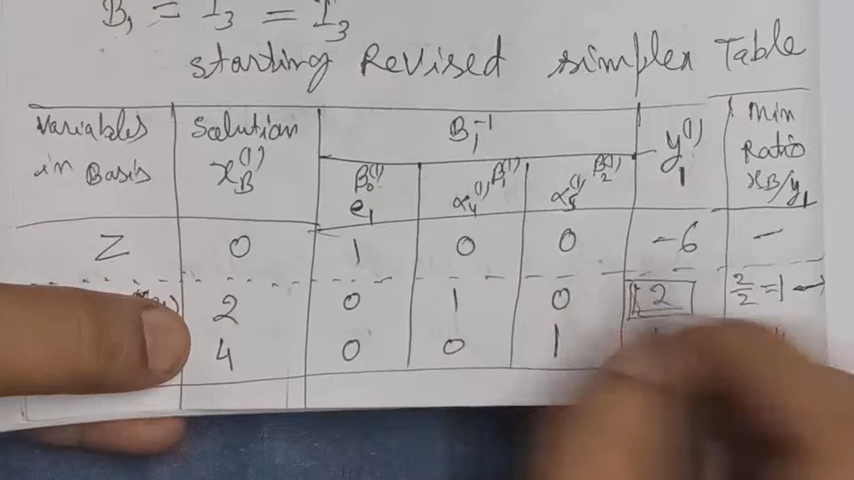 B₁ = I₃ = I₃
starting Revised simplex Table
Variables in Basis | Solution x_B^(1) | B₁⁻¹ | y₁^(1) | Min Ratio x_B/y₁
β₀^(1) e₁ | α₄^(1), β₁^(1) | α₅^(1), β₂^(1)
Z | 0 | 1 | 0 | 0 | -6 | —
2 | 0 | 1 | 0 | 2 | 2/2 = 1 →
4 | 0 | 0 | 1